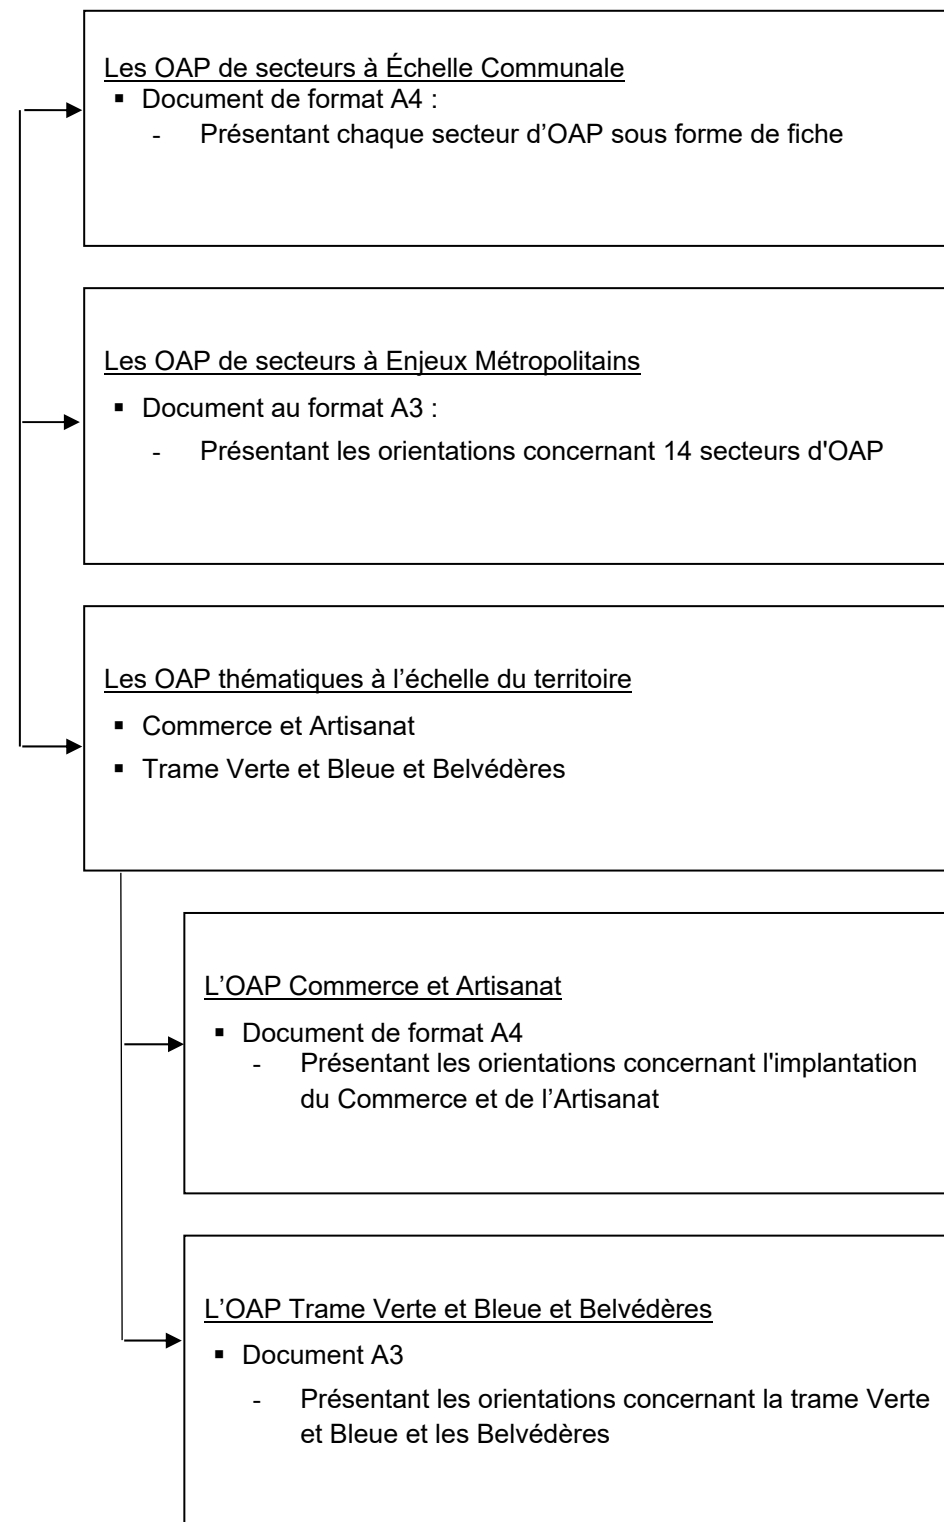 Les OAP de secteurs à Échelle Communale
▪ Document de format A4 :
- Présentant chaque secteur d’OAP sous forme de fiche
Les OAP de secteurs à Enjeux Métropolitains
▪ Document au format A3 :
- Présentant les orientations concernant 14 secteurs d'OAP
Les OAP thématiques à l’échelle du territoire
▪ Commerce et Artisanat
▪ Trame Verte et Bleue et Belvédères
L’OAP Commerce et Artisanat
▪ Document de format A4
- Présentant les orientations concernant l'implantation
du Commerce et de l’Artisanat
L’OAP Trame Verte et Bleue et Belvédères
▪ Document A3
- Présentant les orientations concernant la trame Verte
et Bleue et les Belvédères